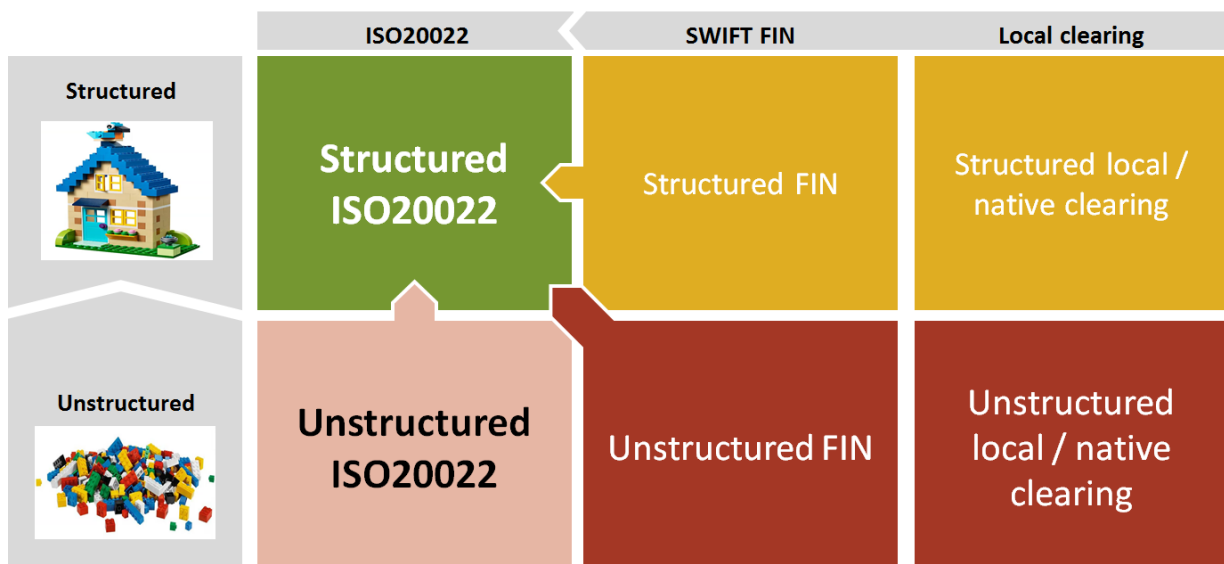 ISO20022
SWIFT FIN
Local clearing
Structured
Structured
ISO20022
Structured FIN
Structured local /
native clearing
Unstructured
Unstructured
ISO20022
Unstructured FIN
Unstructured
local / native
clearing